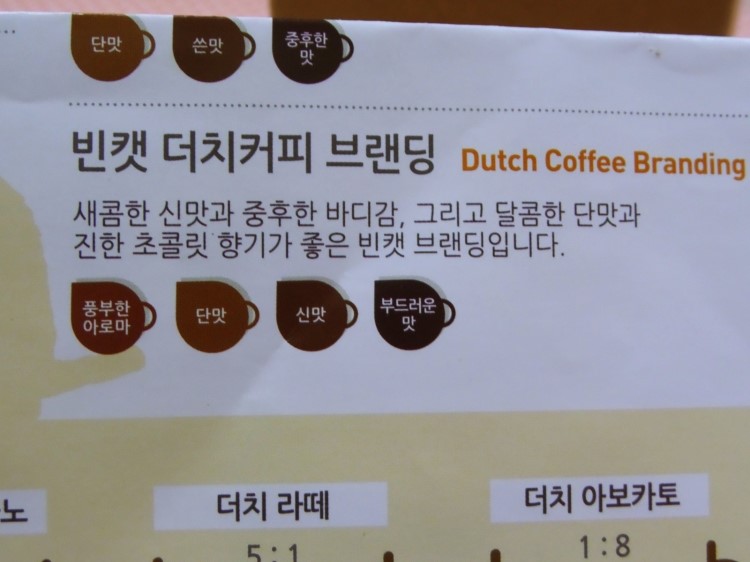 단맛
쓴맛
중후한
맛
빈캣 더치커피 브랜딩 Dutch Coffee Branding
새콤한 신맛과 중후한 바디감, 그리고 달콤한 단맛과
진한 초콜릿 향기가 좋은 빈캣 브랜딩입니다.
풍부한
아로마
단맛
신맛
부드러운
맛
노
더치 라떼
더치 아보카토
5:1
1:8